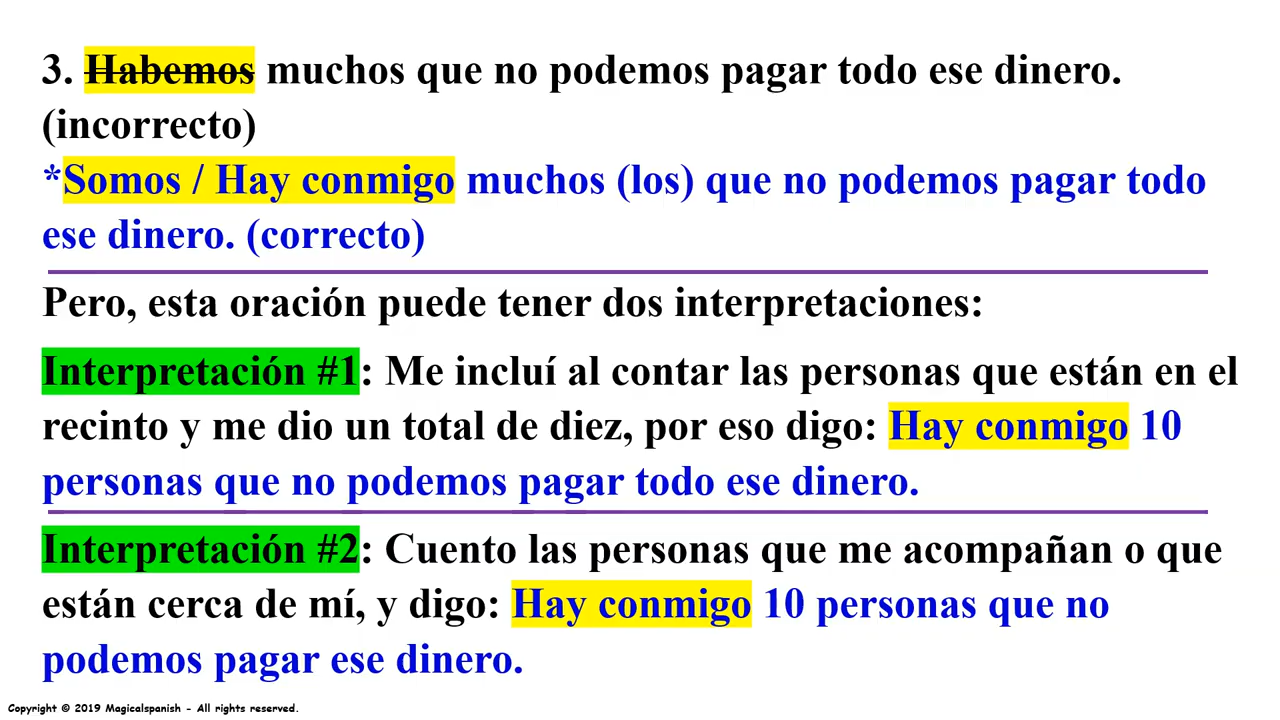 3. Habemos muchos que no podemos pagar todo ese dinero.
(incorrecto)
*Somos / Hay conmigo muchos (los) que no podemos pagar todo
ese dinero. (correcto)
Pero, esta oración puede tener dos interpretaciones:
Interpretación #1: Me incluí al contar las personas que están en el
recinto y me dio un total de diez, por eso digo: Hay conmigo 10
personas que no podemos pagar todo ese dinero.
Interpretación #2: Cuento las personas que me acompañan o que
están cerca de mí, y digo: Hay conmigo 10 personas que no
podemos pagar ese dinero.
Copyright © 2019 Magicalspanish - All rights reserved.